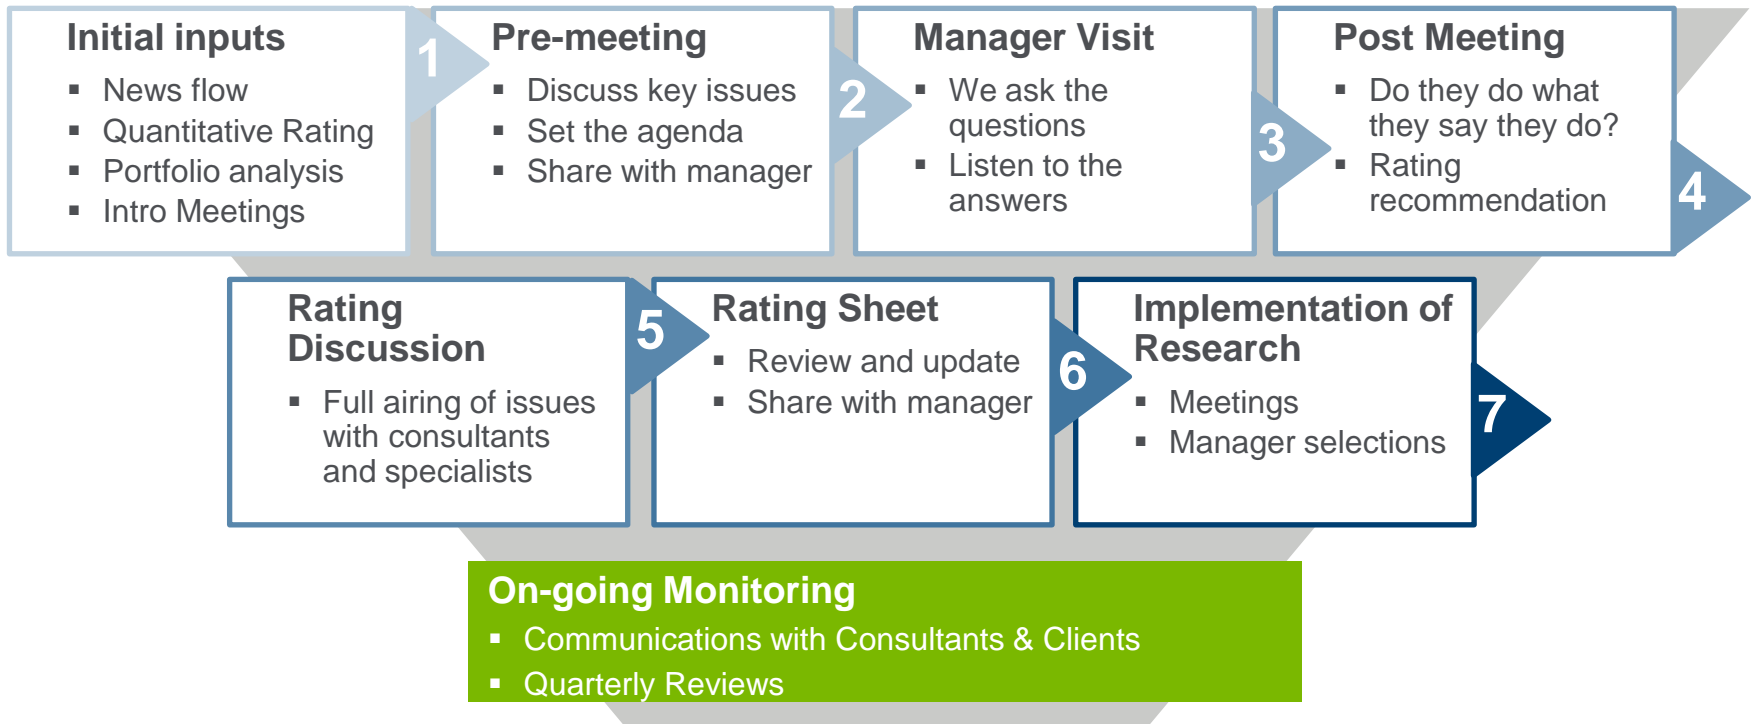 Initial inputs
▪ News flow
▪ Quantitative Rating
▪ Portfolio analysis
▪ Intro Meetings
1
Pre-meeting
▪ Discuss key issues
▪ Set the agenda
▪ Share with manager
2
Manager Visit
▪ We ask the
questions
▪ Listen to the
answers
3
Post Meeting
▪ Do they do what
they say they do?
▪ Rating
recommendation
4
Rating
Discussion
▪ Full airing of issues
with consultants
and specialists
5
Rating Sheet
▪ Review and update
▪ Share with manager
6
Implementation of
Research
▪ Meetings
▪ Manager selections
7
On-going Monitoring
▪ Communications with Consultants & Clients
▪ Quarterly Reviews